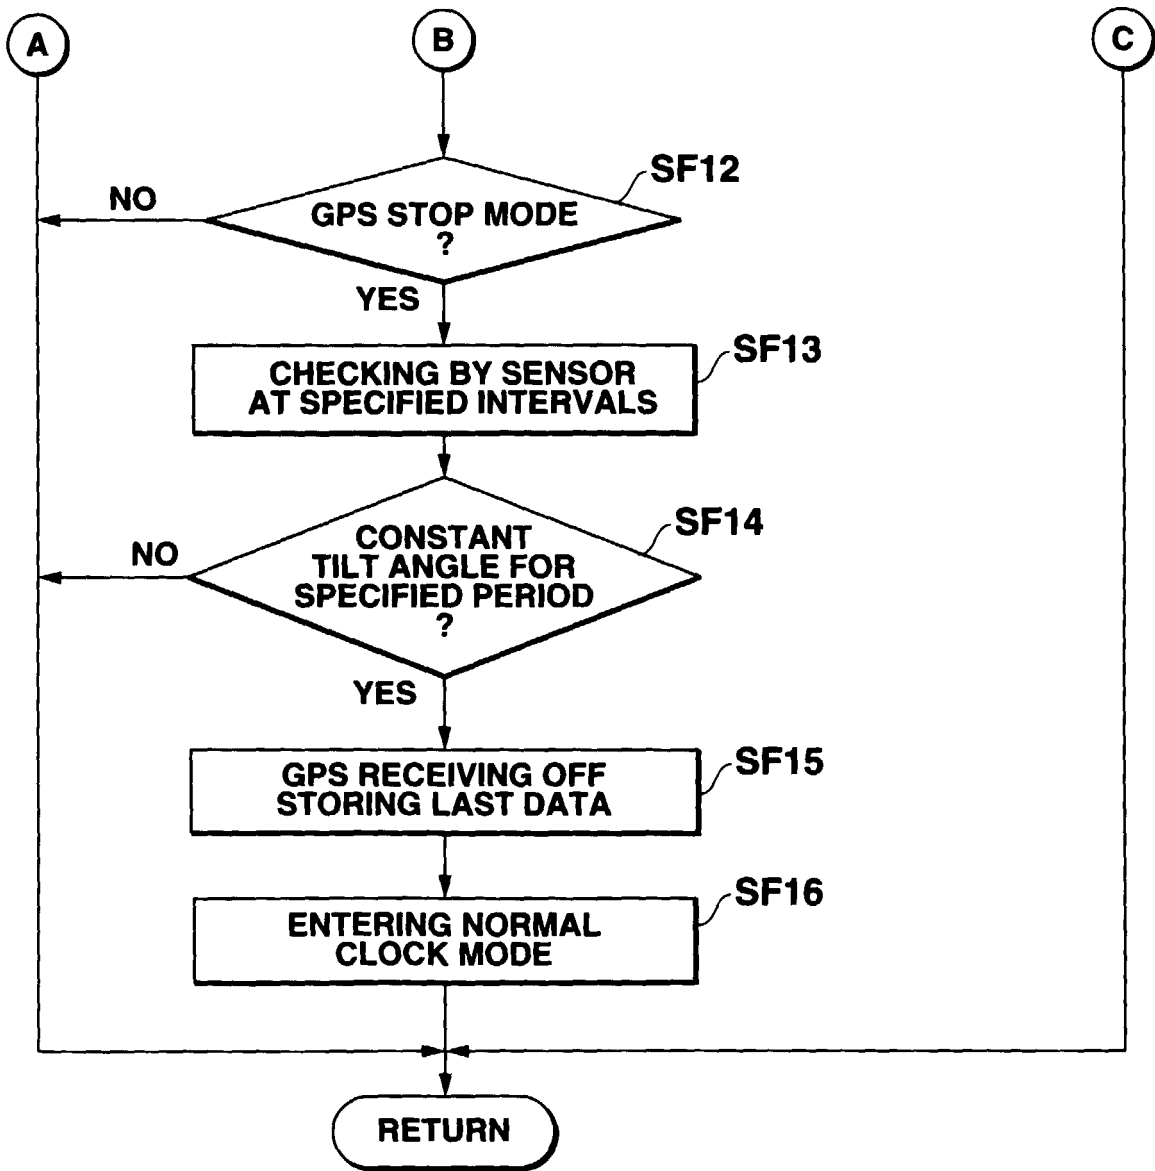 A
B
C
SF12
NO
GPS STOP MODE
?
YES
SF13
CHECKING BY SENSOR
AT SPECIFIED INTERVALS
SF14
NO
CONSTANT
TILT ANGLE FOR
SPECIFIED PERIOD
?
YES
SF15
GPS RECEIVING OFF
STORING LAST DATA
SF16
ENTERING NORMAL
CLOCK MODE
RETURN